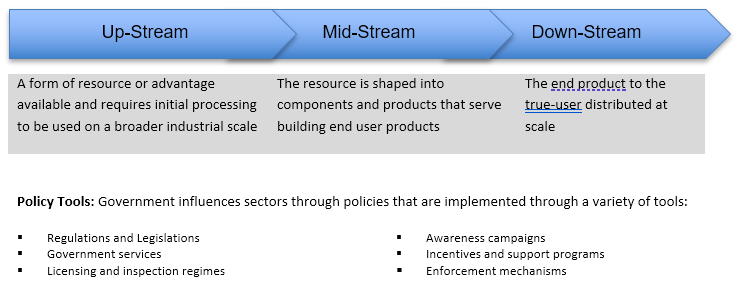 Up-Stream Mid-Stream Down-Stream
A form of resource or advantage
available and requires initial processing
to be used on a broader industrial scale
The resource is shaped into
components and products that serve
building end user products
The end product to the
true-user distributed at
scale
Policy Tools: Government influences sectors through policies that are implemented through a variety of tools:
▪ Regulations and Legislations
▪ Government services
▪ Licensing and inspection regimes
▪ Awareness campaigns
▪ Incentives and support programs
▪ Enforcement mechanisms